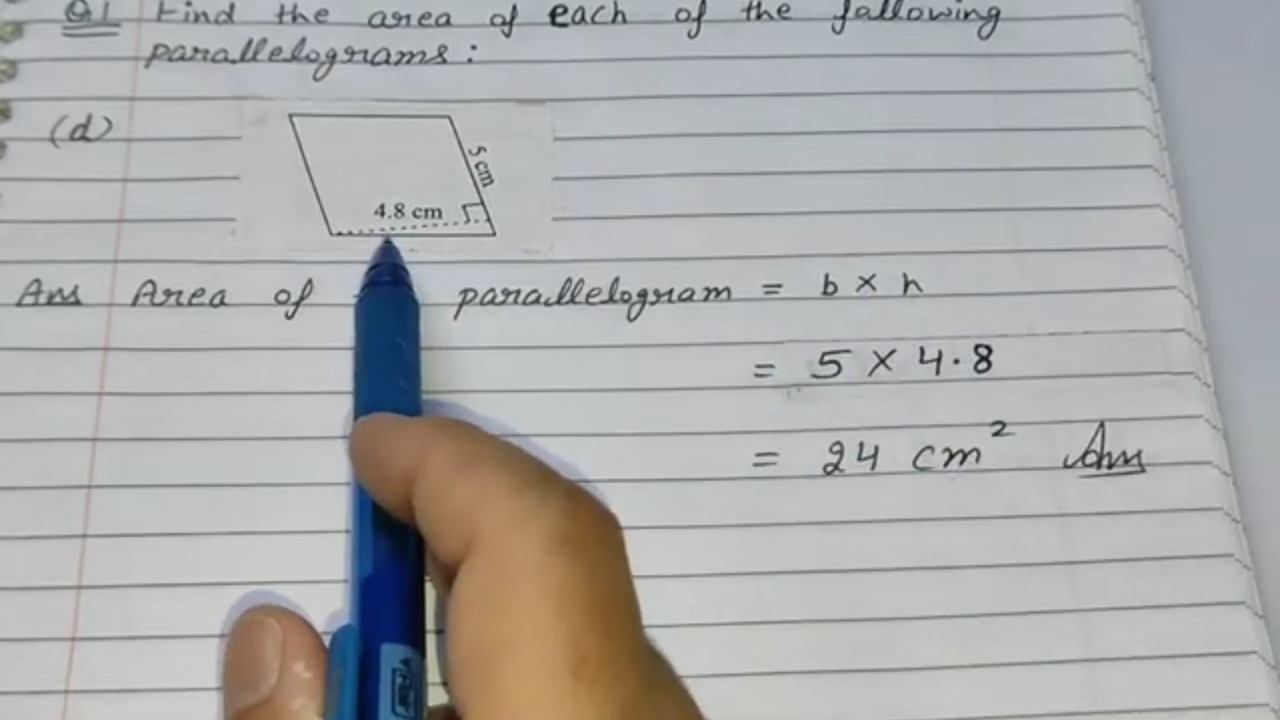 Q1 Find the area of each of the fallowing
parallelograms:
(d)
5 cm
4.8 cm
Ans Area of parallelogram = b × h
= 5 × 4.8
= 24 cm² Ans